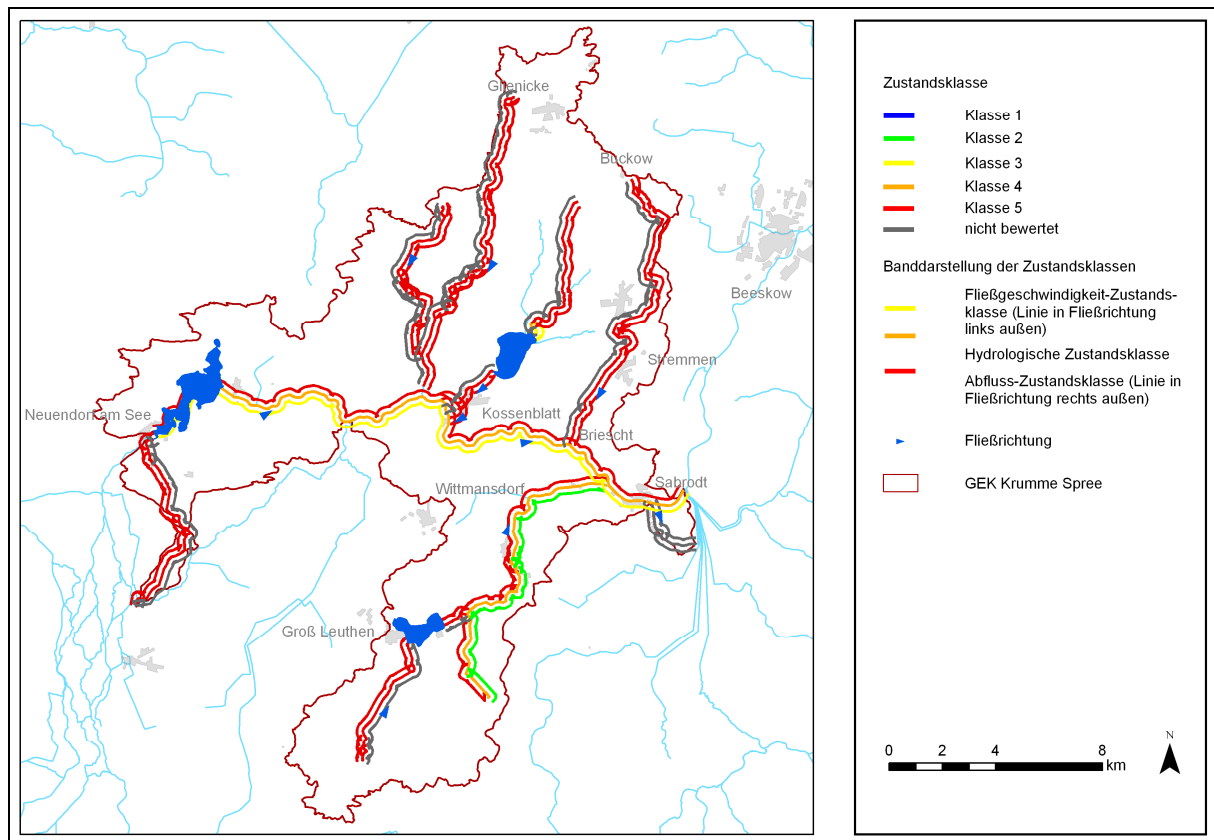 Glienicke
Buckow
Beeskow
Stremmen
Neuendorf am See
Kossenblatt
Briescht
Wittmansdorf
Sabrodt
Groß Leuthen
Zustandsklasse
Klasse 1
Klasse 2
Klasse 3
Klasse 4
Klasse 5
nicht bewertet
Banddarstellung der Zustandsklassen
Fließgeschwindigkeit-Zustands-
klasse (Linie in Fließrichtung
links außen)
Hydrologische Zustandsklasse
Abfluss-Zustandsklasse (Linie in
Fließrichtung rechts außen)
Fließrichtung
GEK Krumme Spree
0 2 4 8
km
N